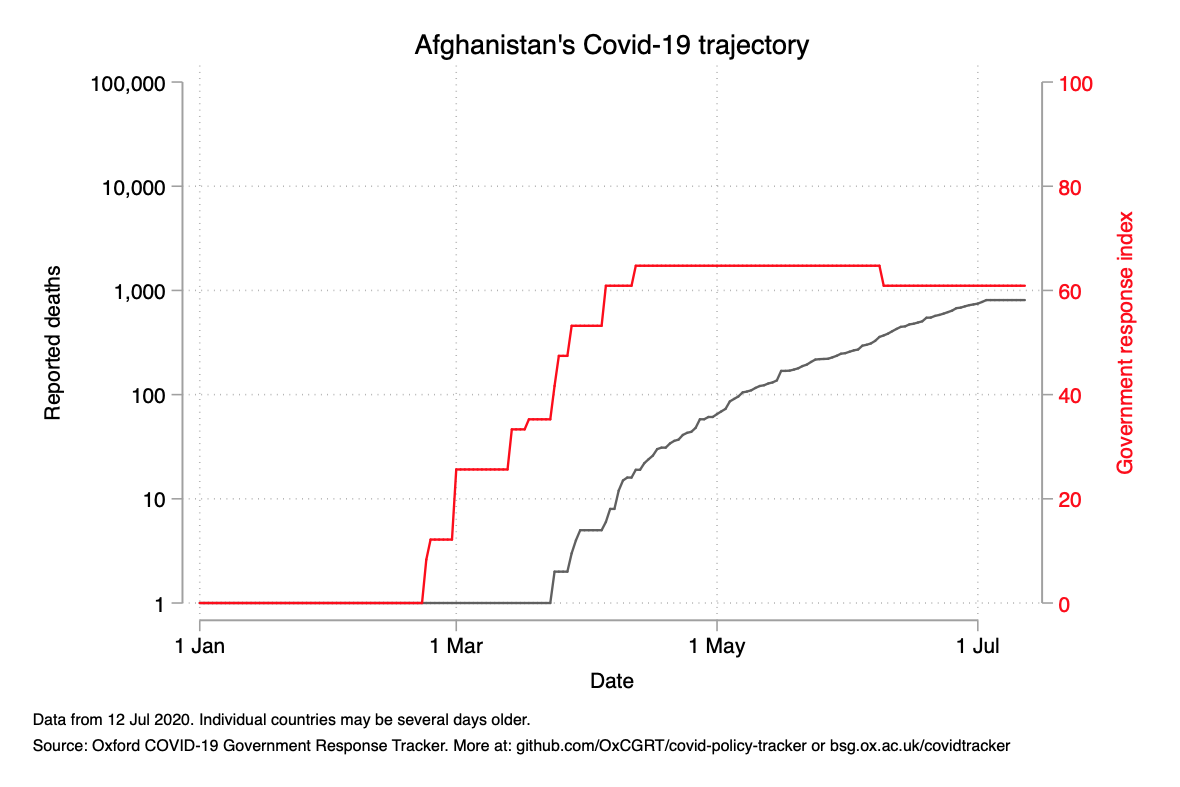 Afghanistan's Covid-19 trajectory
100,000
10,000
1,000
100
10
1
Reported deaths
100
80
60
40
20
0
Government response index
1 Jan
1 Mar
1 May
1 Jul
Date
Data from 12 Jul 2020. Individual countries may be several days older.
Source: Oxford COVID-19 Government Response Tracker. More at: github.com/OxCGRT/covid-policy-tracker or bsg.ox.ac.uk/covidtracker